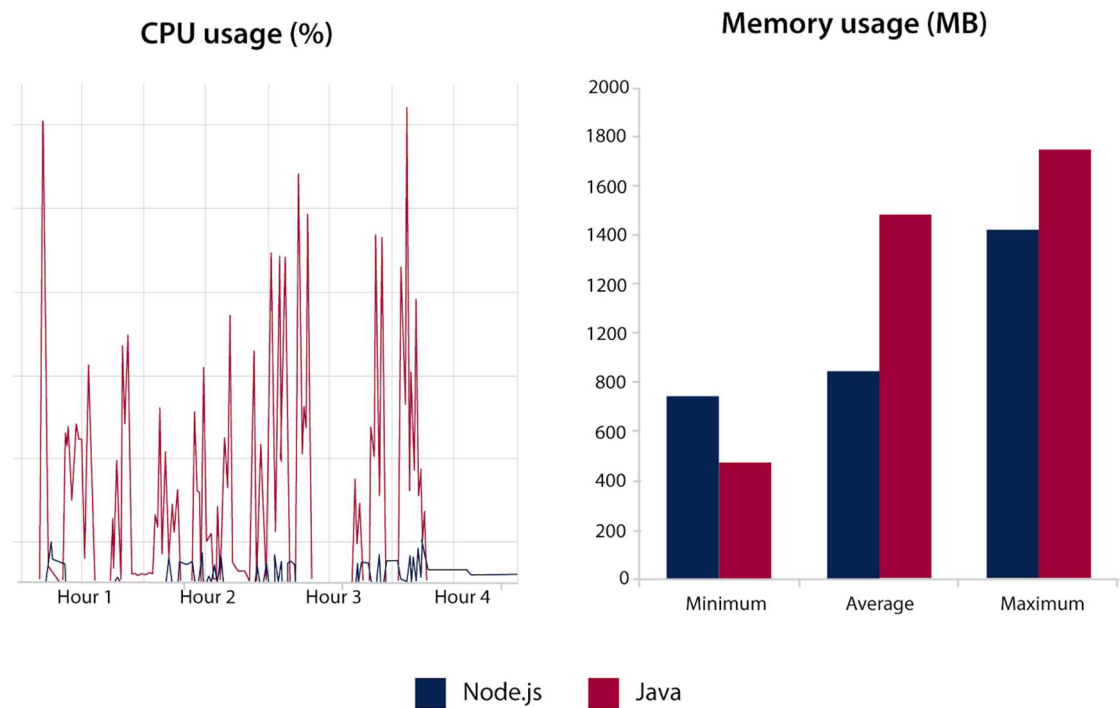 CPU usage (%)
Hour 1
Hour 2
Hour 3
Hour 4
Memory usage (MB)
2000
1800
1600
1400
1200
1200
800
600
400
200
0
Minimum
Average
Maximum
Node.js
Java